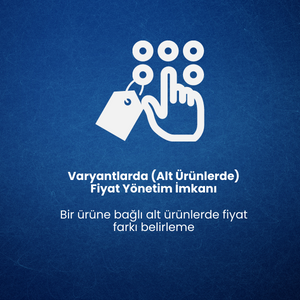 Varyantlarda (Alt Ürünlerde)
Fiyat Yönetim İmkanı
Bir ürüne bağlı alt ürünlerde fiyat
farkı belirleme